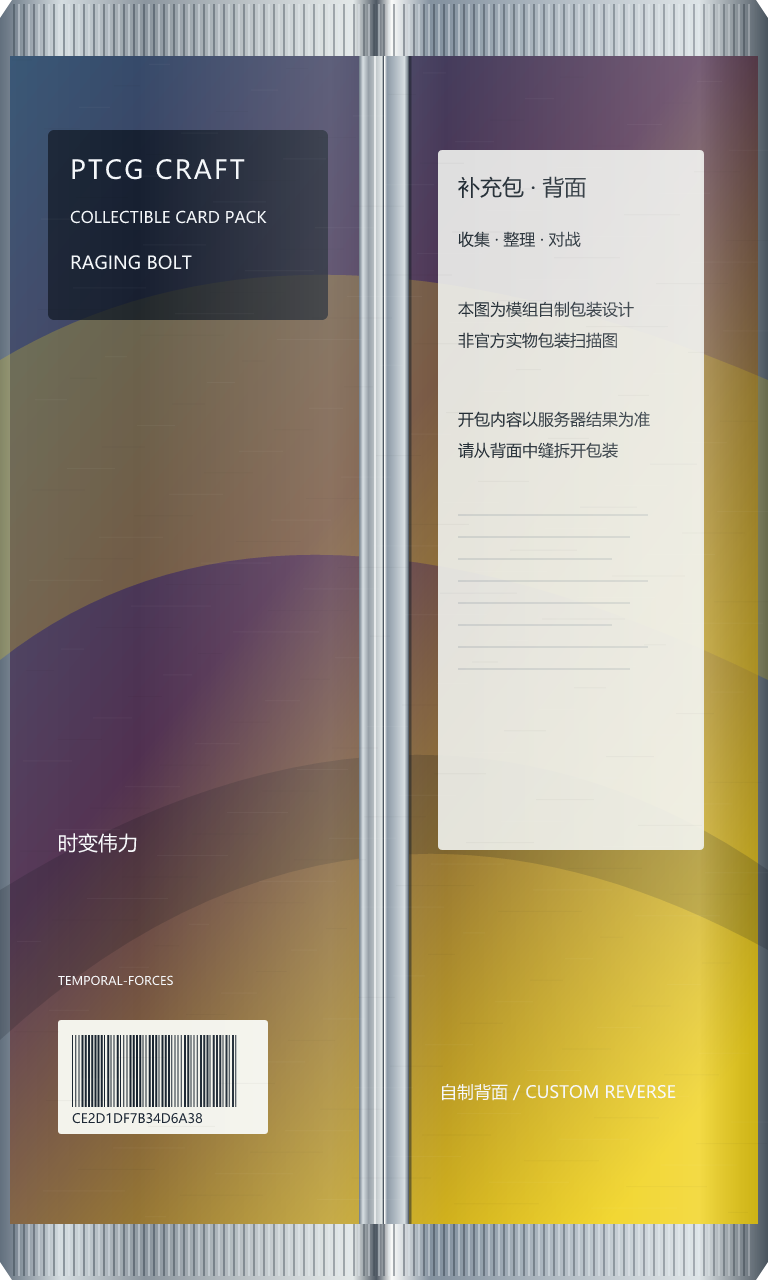 PTCG CRAFT
COLLECTIBLE CARD PACK
RAGING BOLT
时变伟力
TEMPORAL-FORCES
CE2D1DF7B34D6A38
补充包 · 背面
收集 · 整理 · 对战
本图为模组自制包装设计
非官方实物包装扫描图
开包内容以服务器结果为准
请从背面中缝拆开包装
自制背面 / CUSTOM REVERSE